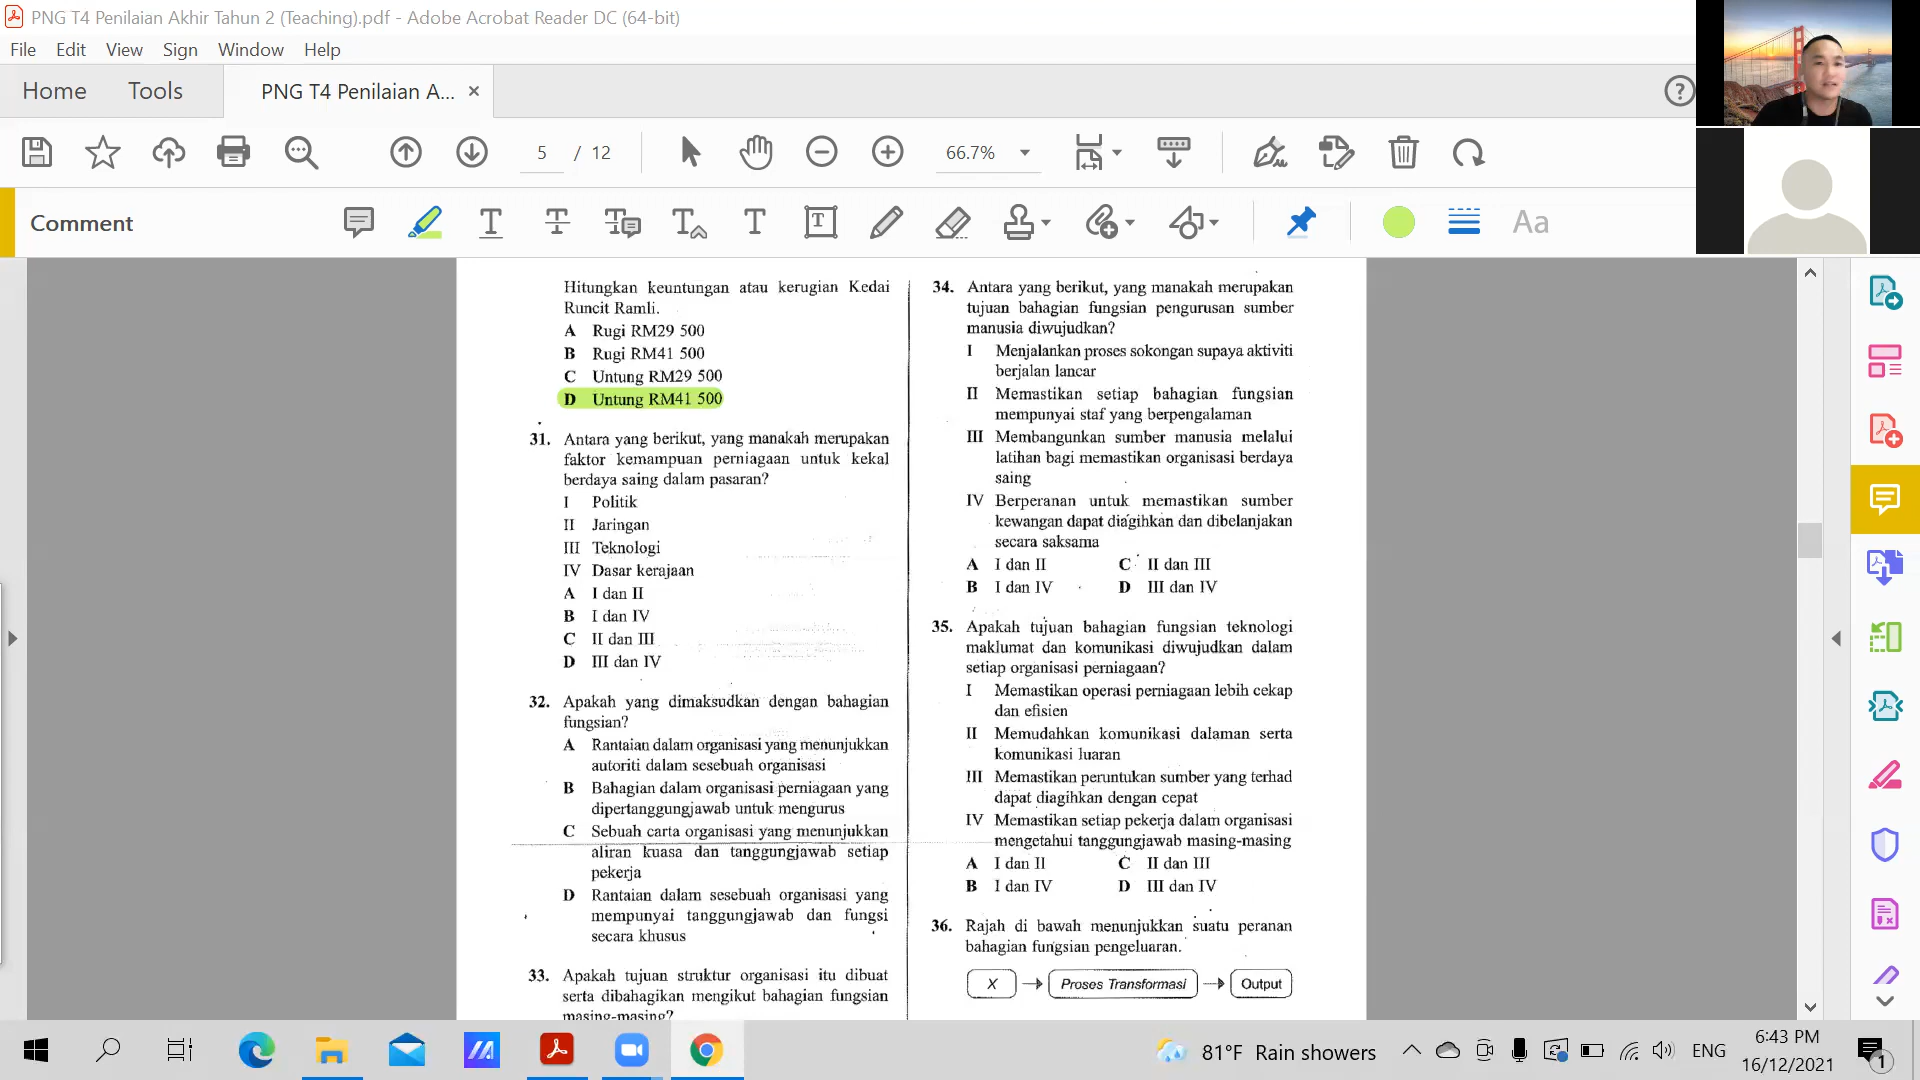 PNG T4 Penilaian Akhir Tahun 2 (Teaching).pdf - Adobe Acrobat Reader DC (64-bit)
File Edit View Sign Window Help
Home Tools PNG T4 Penilaian A... ×
5 / 12 66.7%
Comment
Aa
Hitungkan keuntungan atau kerugian Kedai
Runcit Ramli.
A Rugi RM29 500
B Rugi RM41 500
C Untung RM29 500
D Untung RM41 500
31. Antara yang berikut, yang manakah merupakan
faktor kemampuan perniagaan untuk kekal
berdaya saing dalam pasaran?
I Politik
II Jaringan
III Teknologi
IV Dasar kerajaan
A I dan II
B I dan IV
C II dan III
D III dan IV
32. Apakah yang dimaksudkan dengan bahagian
fungsian?
A Rantaian dalam organisasi yang menunjukkan
autoriti dalam sesebuah organisasi
B Bahagian dalam organisasi perniagaan yang
dipertanggungjawab untuk mengurus
C Sebuah carta organisasi yang menunjukkan
aliran kuasa dan tanggungjawab setiap
pekerja
D Rantaian dalam sesebuah organisasi yang
mempunyai tanggungjawab dan fungsi
secara khusus
33. Apakah tujuan struktur organisasi itu dibuat
serta dibahagikan mengikut bahagian fungsian
masing-masing?
34. Antara yang berikut, yang manakah merupakan
tujuan bahagian fungsian pengurusan sumber
manusia diwujudkan?
I Menjalankan proses sokongan supaya aktiviti
berjalan lancar
II Memastikan setiap bahagian fungsian
mempunyai staf yang berpengalaman
III Membangunkan sumber manusia melalui
latihan bagi memastikan organisasi berdaya
saing
IV Berperanan untuk memastikan sumber
kewangan dapat diagihkan dan dibelanjakan
secara saksama
A I dan II C II dan III
B I dan IV D III dan IV
35. Apakah tujuan bahagian fungsian teknologi
maklumat dan komunikasi diwujudkan dalam
setiap organisasi perniagaan?
I Memastikan operasi perniagaan lebih cekap
dan efisien
II Memudahkan komunikasi dalaman serta
komunikasi luaran
III Memastikan peruntukan sumber yang terhad
dapat diagihkan dengan cepat
IV Memastikan setiap pekerja dalam organisasi
mengetahui tanggungjawab masing-masing
A I dan II C II dan III
B I dan IV D III dan IV
36. Rajah di bawah menunjukkan suatu peranan
bahagian fungsian pengeluaran.
X → Proses Transformasi → Output
81°F Rain showers ENG 6:43 PM
16/12/2021
1